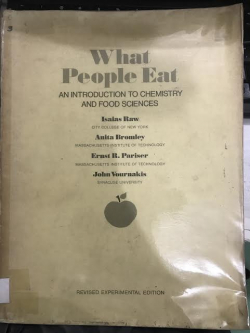 What
People Eat
AN INTRODUCTION TO CHEMISTRY
AND FOOD SCIENCES
Isaias Raw
CITY COLLEGE OF NEW YORK
Anita Bromley
MASSACHUSETTS INSTITUTE OF TECHNOLOGY
Ernst R. Pariser
MASSACHUSETTS INSTITUTE OF TECHNOLOGY
John Vournakis
SYRACUSE UNIVERSITY
REVISED EXPERIMENTAL EDITION